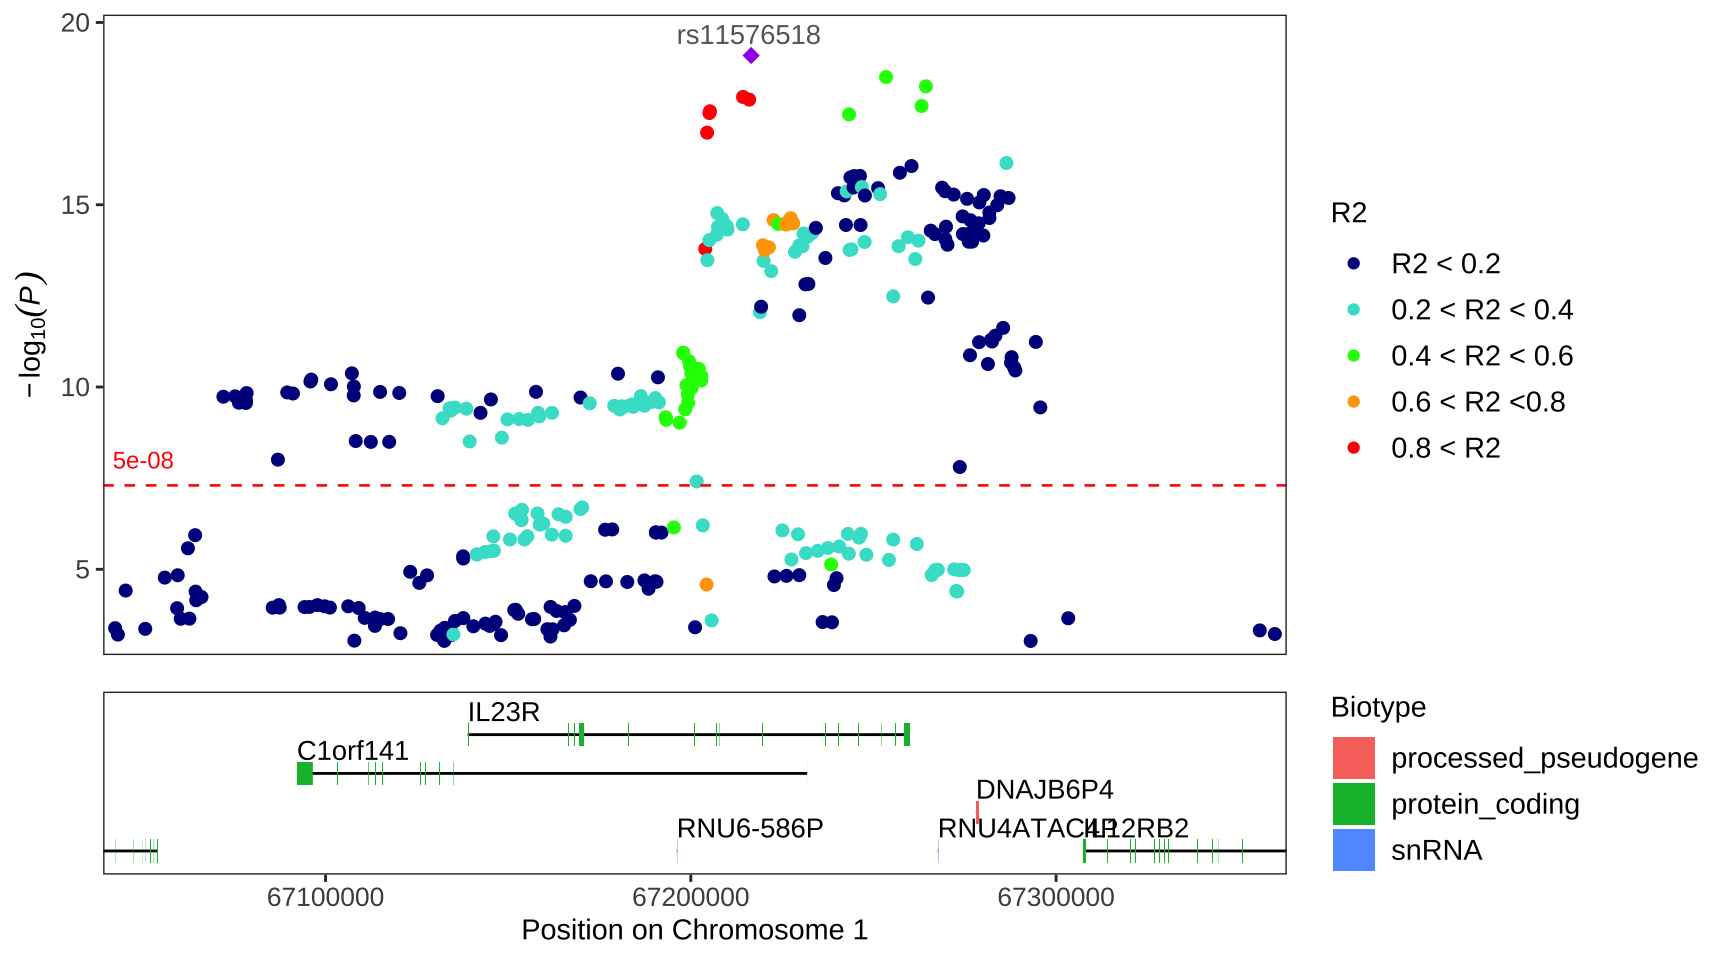 20
rs11576518
15
10
5e-08
5
−log10(P)
R2
R2 < 0.2
0.2 < R2 < 0.4
0.4 < R2 < 0.6
0.6 < R2 <0.8
0.8 < R2
IL23R
C1orf141
DNAJB6P4
RNU6-586P
RNU4ATAC4P
IL12RB2
67100000
67200000
67300000
Position on Chromosome 1
Biotype
processed_pseudogene
protein_coding
snRNA